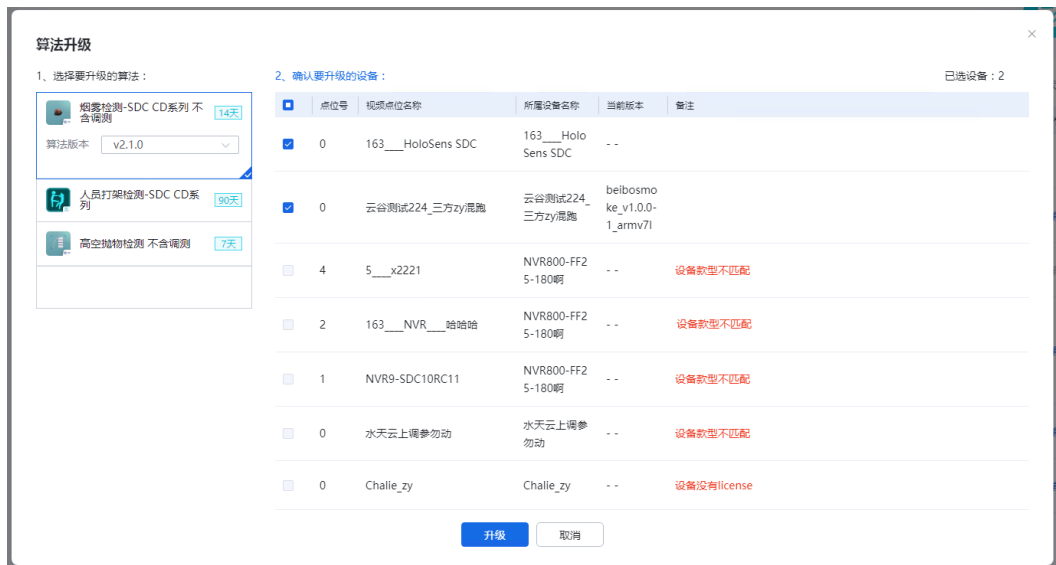 算法升级
1、选择要升级的算法：
2、确认要升级的设备：
已选设备：2
烟雾检测-SDC CD系列 不
含调测
14天
算法版本
v2.1.0
人员打架检测-SDC CD系
列
90天
高空抛物检测 不含调测
7天
点位号
视频点位名称
所属设备名称
当前版本
备注
0
163____HoloSens SDC
163____Holo
Sens SDC
- -
0
云谷测试224_三方zy混跑
云谷测试224_
三方zy混跑
beibosmo
ke_v1.0.0-
1_armv7l
4
5____x2221
NVR800-FF2
5-180啊
- -
设备款型不匹配
2
163____NVR____哈哈哈
NVR800-FF2
5-180啊
- -
设备款型不匹配
1
NVR9-SDC10RC11
NVR800-FF2
5-180啊
- -
设备款型不匹配
0
水天云上调参勿动
水天云上调参
勿动
- -
设备款型不匹配
0
Chalie_zy
Chalie_zy
- -
设备没有license
升级
取消